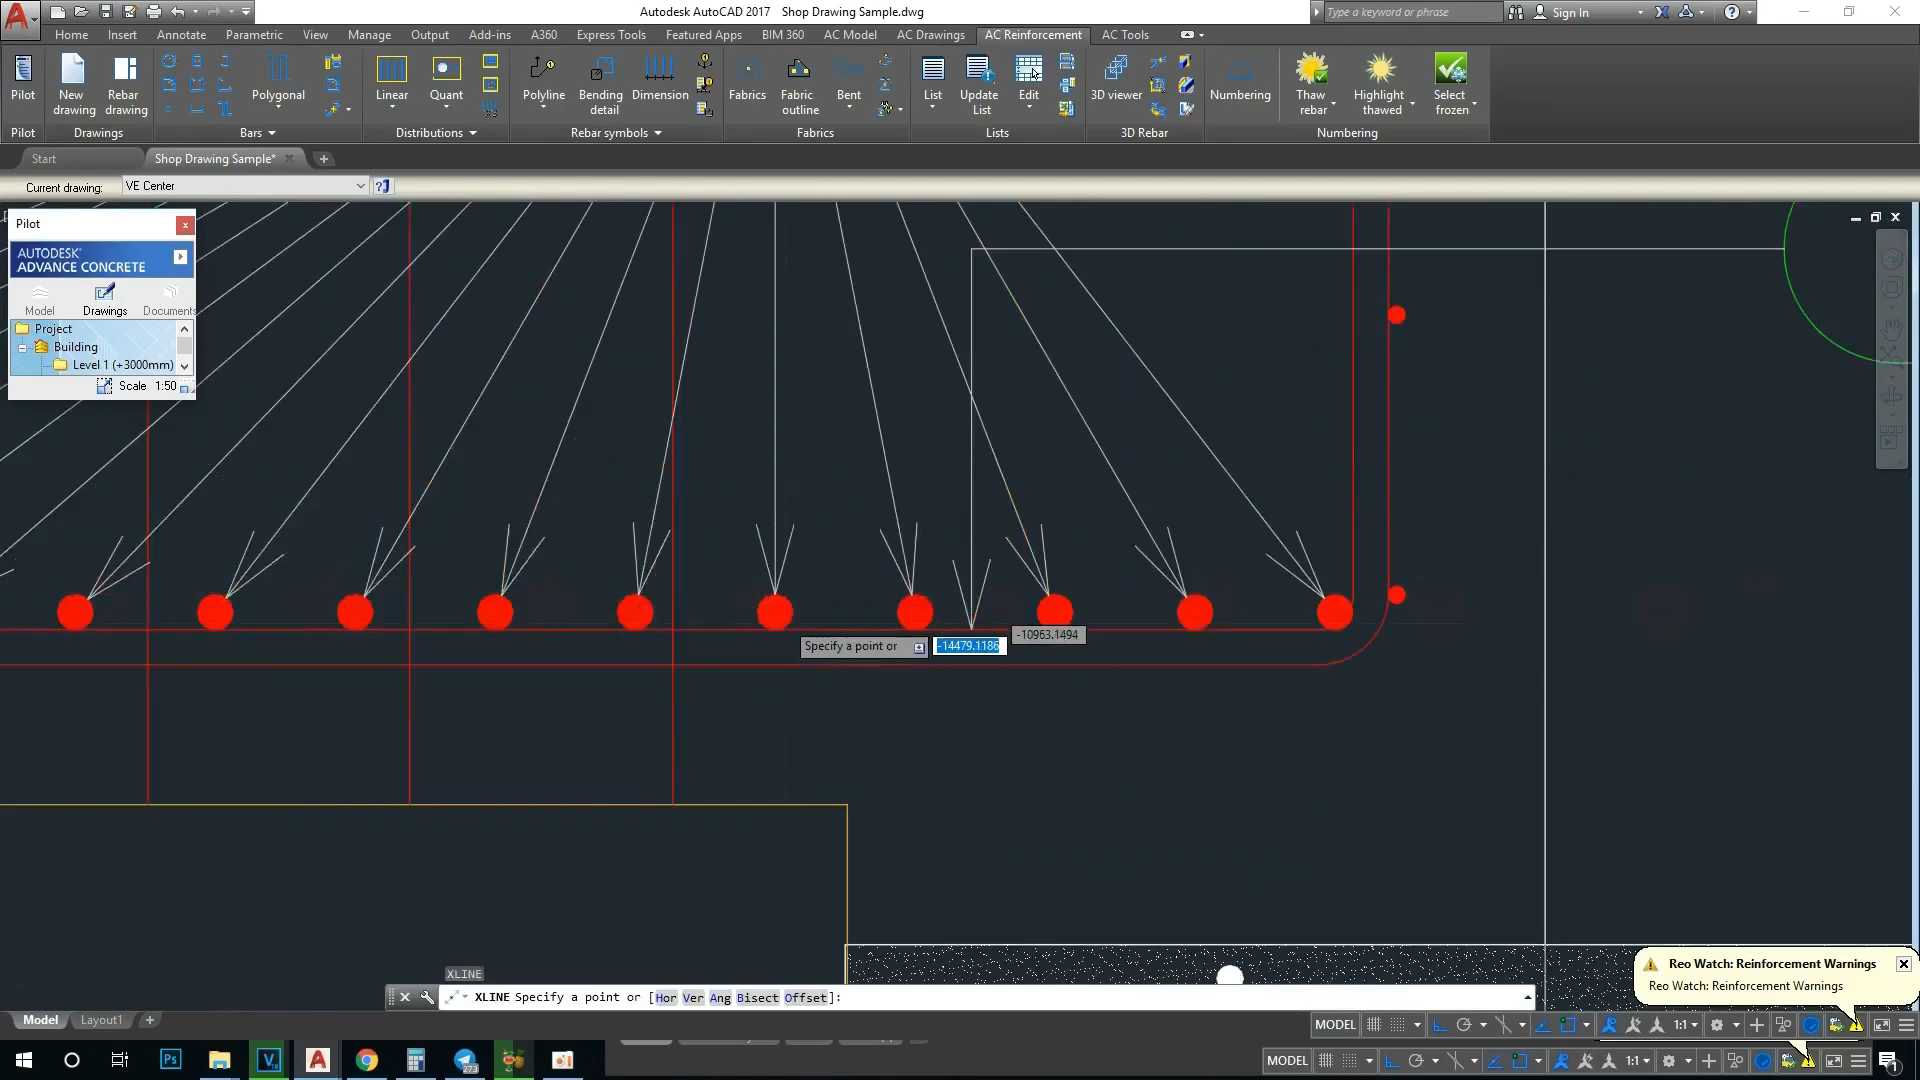 Autodesk AutoCAD 2017 Shop Drawing Sample.dwg
Type a keyword or phrase
Sign In
Home Insert Annotate Parametric View Manage Output Add-ins A360 Express Tools Featured Apps BIM 360 AC Model AC Drawings AC Reinforcement AC Tools
Pilot New drawing Rebar drawing Polygonal Linear Quant Polyline Bending detail Dimension Fabrics Fabric outline Bent List Update List Edit 3D viewer Numbering Thaw rebar Highlight thawed Select frozen
Pilot Drawings Bars Distributions Rebar symbols Fabrics Lists 3D Rebar Numbering
Start Shop Drawing Sample*
Current drawing: VE Center
Pilot
AUTODESK®
ADVANCE CONCRETE
Model Drawings Documents
Project
Building
Level 1 (+3000mm)
Scale 1:50
-10963.1494
Specify a point or -14479.1186
XLINE
XLINE Specify a point or [Hor Ver Ang Bisect Offset]:
Reo Watch: Reinforcement Warnings
Reo Watch: Reinforcement Warnings
Model Layout1
MODEL 1:1
Ps V 273
MODEL 1:1 1